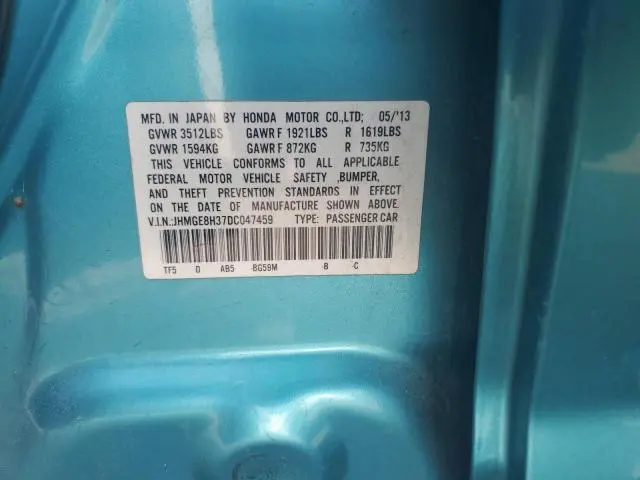 MFD. IN JAPAN BY HONDA MOTOR CO.,LTD; 05/'13
GVWR 3512LBS GAWR F 1921LBS R 1619LBS
GVWR 1594KG GAWR F 872KG R 735KG
THIS VEHICLE CONFORMS TO ALL APPLICABLE
FEDERAL MOTOR VEHICLE SAFETY ,BUMPER,
AND THEFT PREVENTION STANDARDS IN EFFECT
ON THE DATE OF MANUFACTURE SHOWN ABOVE.
V.I.N.:JHMGE8H37DC047459 TYPE: PASSENGER CAR
TF5 D AB5 -BG59M -B -C